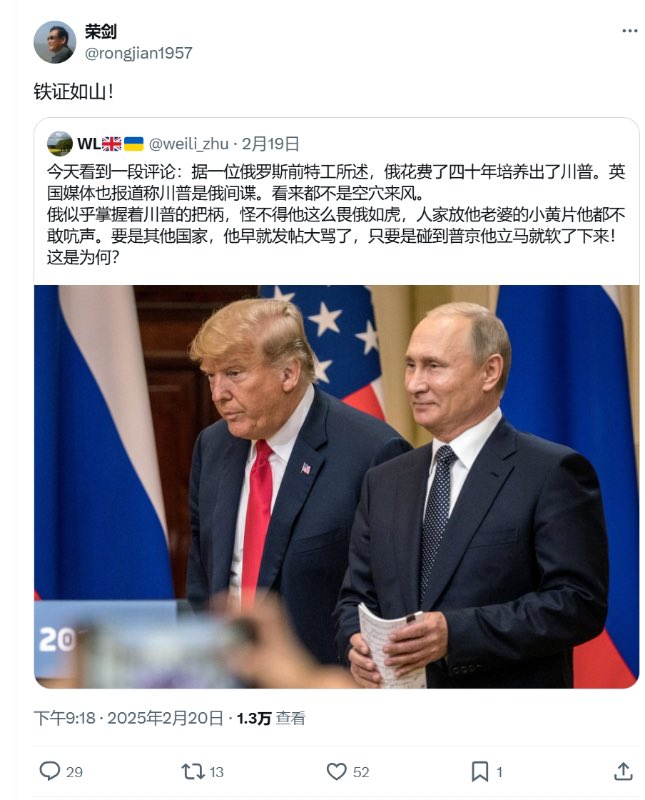 荣剑
@rongjian1957
铁证如山！
WL🇬🇧🇺🇦 @weili_zhu · 2月19日
今天看到一段评论：据一位俄罗斯前特工所述，俄花费了四十年培养出了川普。英
国媒体也报道称川普是俄间谍。看来都不是空穴来风。
俄似乎掌握着川普的把柄，怪不得他这么畏俄如虎，人家放他老婆的小黄片他都不
敢吭声。要是其他国家，他早就发帖大骂了，只要是碰到普京他立马就软了下来！
这是为何？
20
下午9:18 · 2025年2月20日 · 1.3万 查看
29 13 52 1